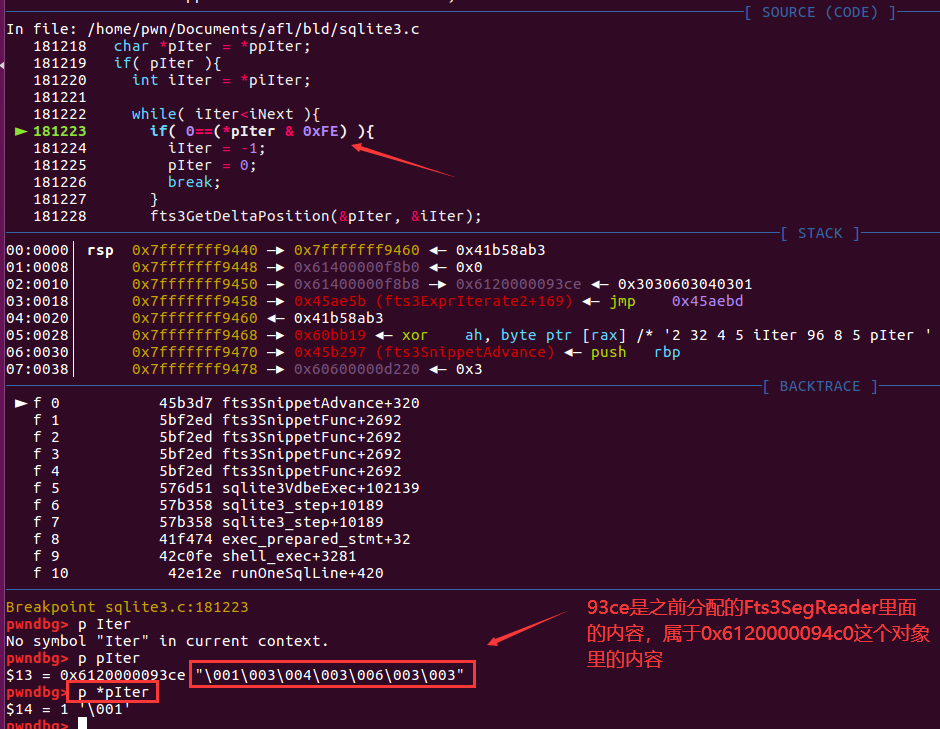 [ SOURCE (CODE) ]
In file: /home/pwn/Documents/afl/bld/sqlite3.c
181218 char *pIter = *ppIter;
181219 if( pIter ){
181220 int iIter = *piIter;
181221
181222 while( iIter<iNext ){
► 181223 if( 0==(*pIter & 0xFE) ){
181224 iIter = -1;
181225 pIter = 0;
181226 break;
181227 }
181228 fts3GetDeltaPosition(&pIter, &iIter);
[ STACK ]
00:0000│ rsp 0x7fffffff9440 —▸ 0x7fffffff9460 ◂— 0x41b58ab3
01:0008│ 0x7fffffff9448 —▸ 0x61400000f8b0 ◂— 0x0
02:0010│ 0x7fffffff9450 —▸ 0x61400000f8b8 —▸ 0x6120000093ce ◂— 0x3030603040301
03:0018│ 0x7fffffff9458 —▸ 0x45ae5b (fts3ExprIterate2+169) ◂— jmp 0x45aebd
04:0020│ 0x7fffffff9460 ◂— 0x41b58ab3
05:0028│ 0x7fffffff9468 —▸ 0x60bb19 ◂— xor ah, byte ptr [rax] /* '2 32 4 5 iIter 96 8 5 pIter '
06:0030│ 0x7fffffff9470 —▸ 0x45b297 (fts3SnippetAdvance) ◂— push rbp
07:0038│ 0x7fffffff9478 —▸ 0x60600000d220 ◂— 0x3
[ BACKTRACE ]
► f 0 45b3d7 fts3SnippetAdvance+320
f 1 5bf2ed fts3SnippetFunc+2692
f 2 5bf2ed fts3SnippetFunc+2692
f 3 5bf2ed fts3SnippetFunc+2692
f 4 5bf2ed fts3SnippetFunc+2692
f 5 576d51 sqlite3VdbeExec+102139
f 6 57b358 sqlite3_step+10189
f 7 57b358 sqlite3_step+10189
f 8 41f474 exec_prepared_stmt+32
f 9 42c0fe shell_exec+3281
f 10 42e12e runOneSqlLine+420
Breakpoint sqlite3.c:181223
pwndbg> p Iter
No symbol "Iter" in current context.
pwndbg> p pIter
$13 = 0x6120000093ce "\001\003\004\003\006\003\003"
pwndbg> p *pIter
$14 = 1 '\001'
pwndbg>
93ce是之前分配的Fts3SegReader里面
的内容，属于0x6120000094c0这个对象
里的内容